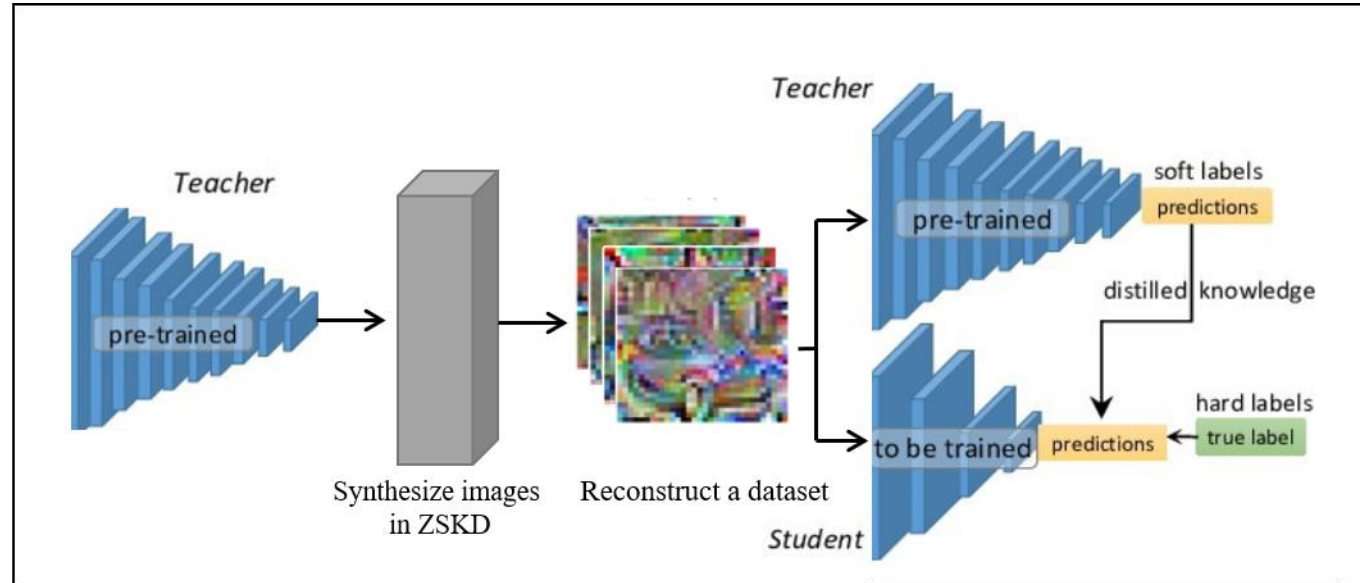 Teacher
pre-trained
Synthesize images
in ZSKD
Reconstruct a dataset
Teacher
pre-trained
soft labels
predictions
distilled knowledge
to be trained
predictions
hard labels
true label
Student